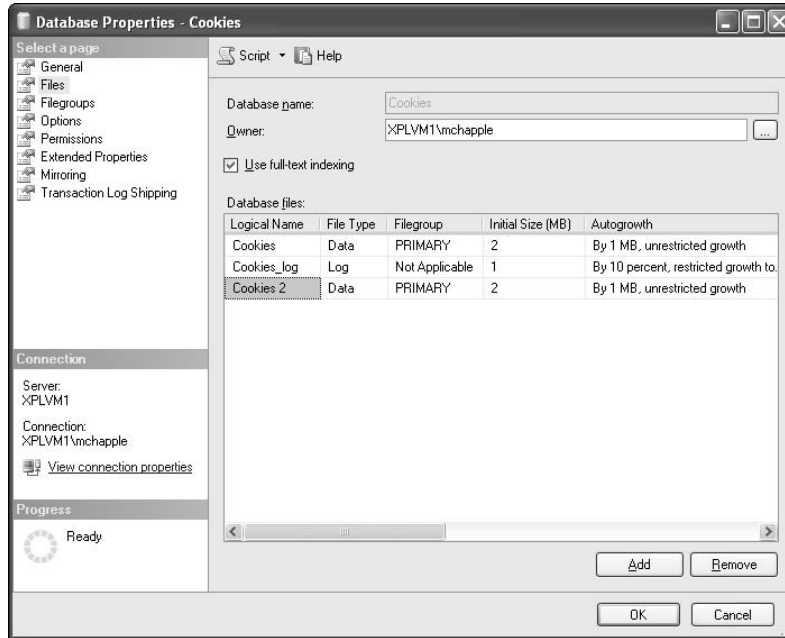 Database Properties - Cookies
Select a page
General
Files
Filegroups
Options
Permissions
Extended Properties
Mirroring
Transaction Log Shipping
Script Help
Database name: Cookies
Owner: XPLVM1\mchapple ...
Use full-text indexing
Database files:
Logical Name File Type Filegroup Initial Size (MB) Autogrowth
Cookies Data PRIMARY 2 By 1 MB, unrestricted growth
Cookies_log Log Not Applicable 1 By 10 percent, restricted growth to.
Cookies 2 Data PRIMARY 2 By 1 MB, unrestricted growth
Connection
Server:
XPLVM1
Connection:
XPLVM1\mchapple
View connection properties
Progress
Ready
Add Remove
OK Cancel